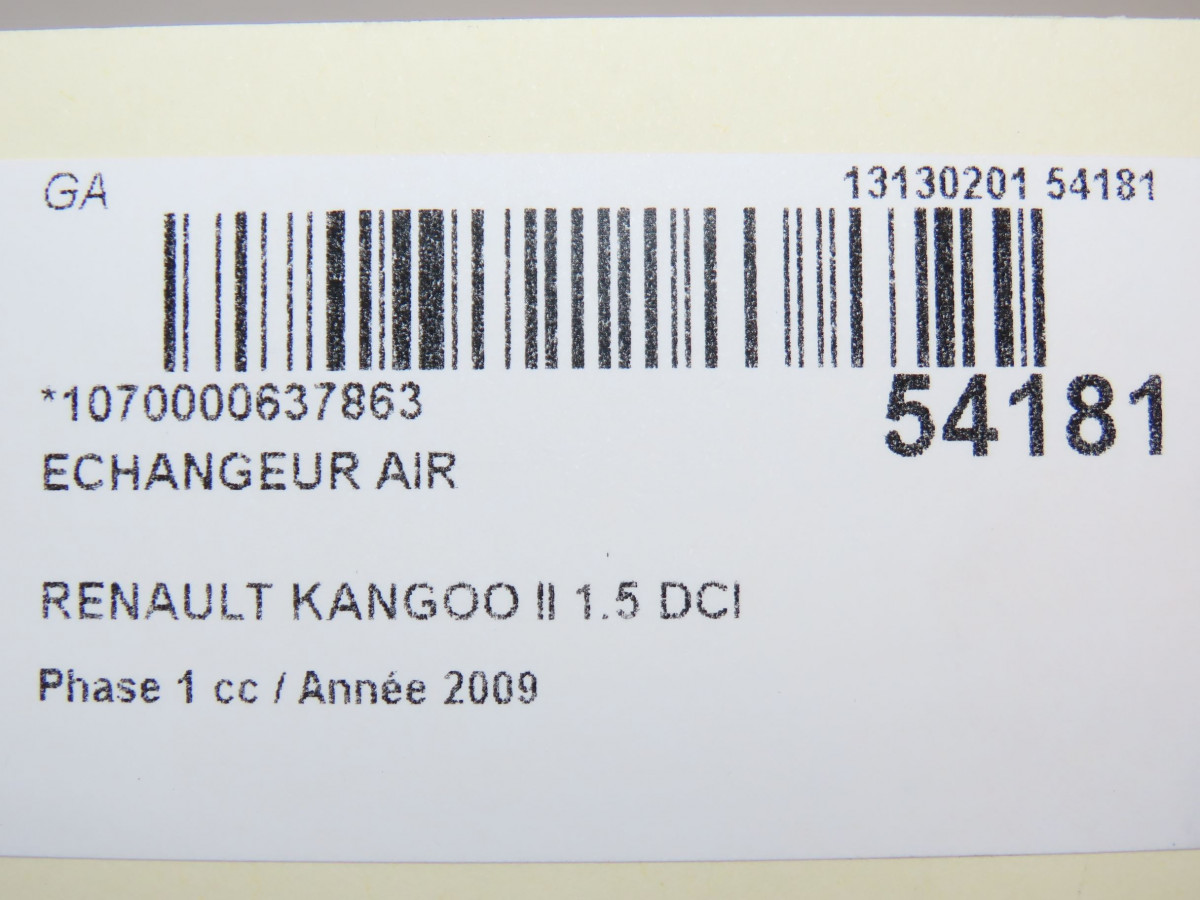 GA 13130201 54181
*1070000637863 54181
ECHANGEUR AIR
RENAULT KANGOO II 1.5 DCI
Phase 1 cc / Année 2009